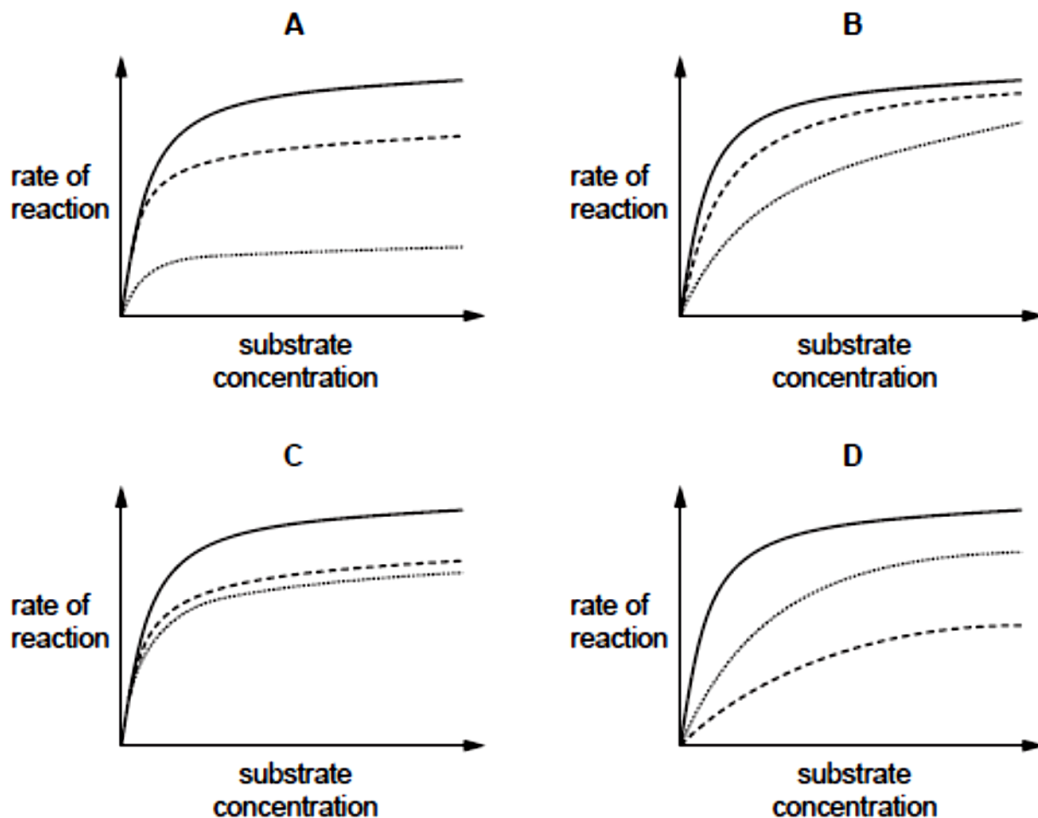 A
rate of
reaction
substrate
concentration
B
rate of
reaction
substrate
concentration
C
rate of
reaction
substrate
concentration
D
rate of
reaction
substrate
concentration